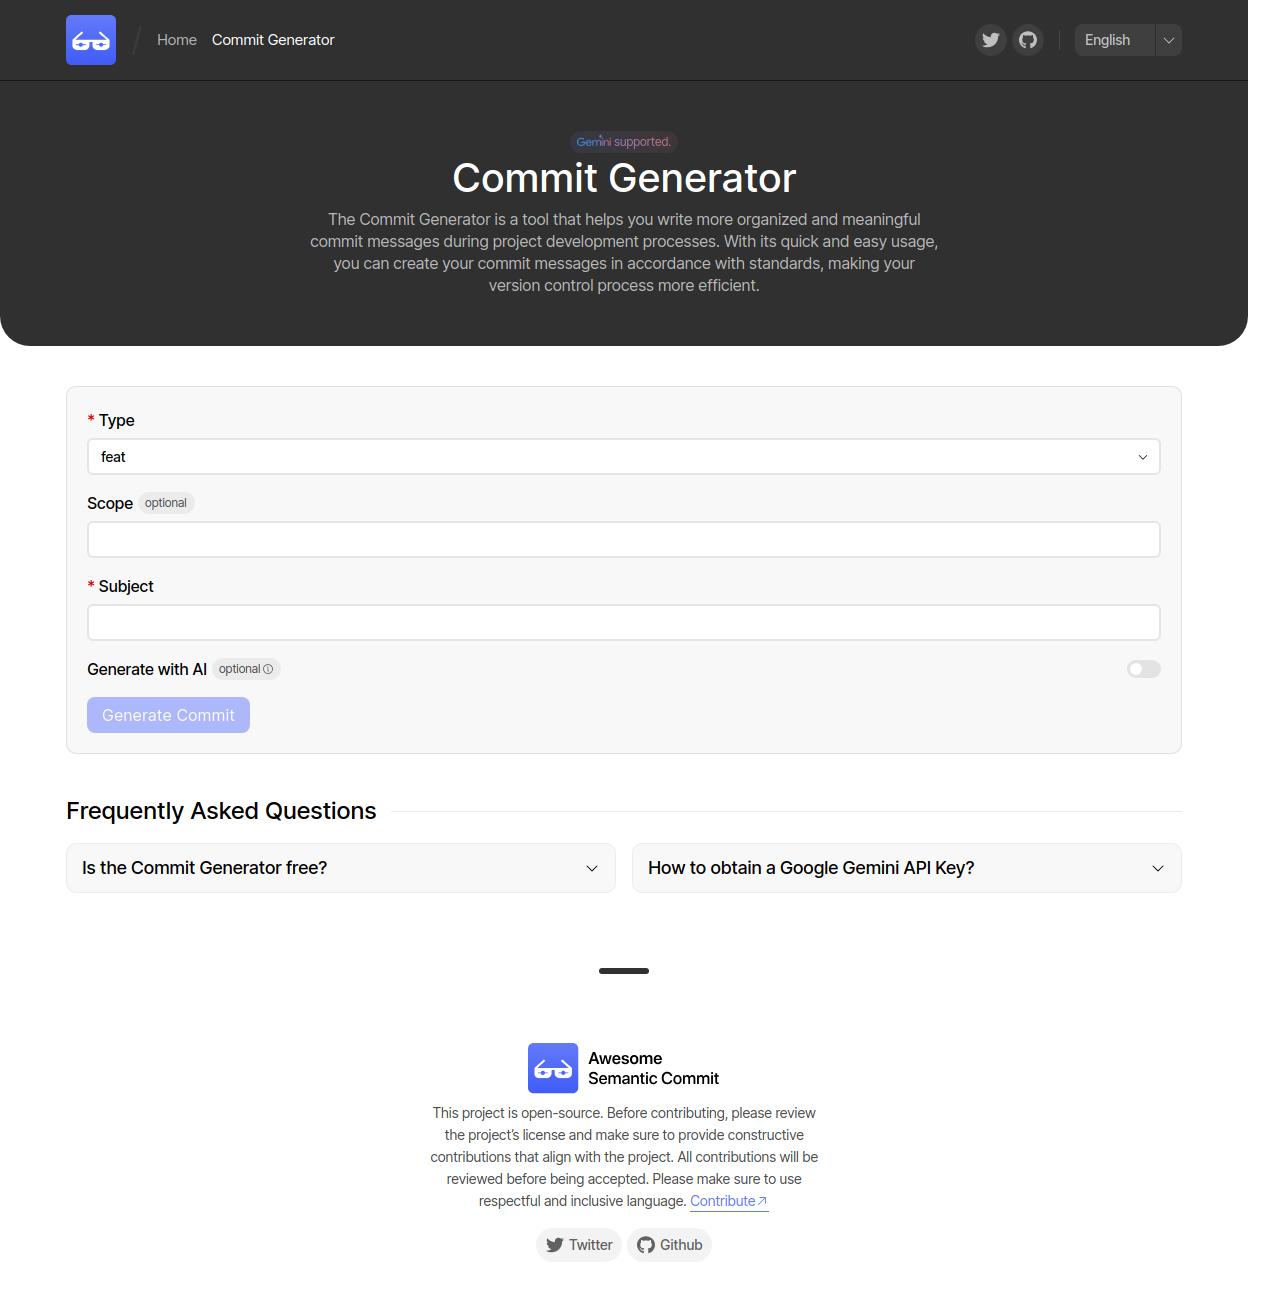 Home
Commit Generator
English
Gemini supported.
Commit Generator
The Commit Generator is a tool that helps you write more organized and meaningful
commit messages during project development processes. With its quick and easy usage,
you can create your commit messages in accordance with standards, making your
version control process more efficient.
* Type
feat
Scope optional
* Subject
Generate with AI optional
Generate Commit
Frequently Asked Questions
Is the Commit Generator free?
How to obtain a Google Gemini API Key?
Awesome
Semantic Commit
This project is open-source. Before contributing, please review
the project's license and make sure to provide constructive
contributions that align with the project. All contributions will be
reviewed before being accepted. Please make sure to use
respectful and inclusive language. Contribute
Twitter
Github